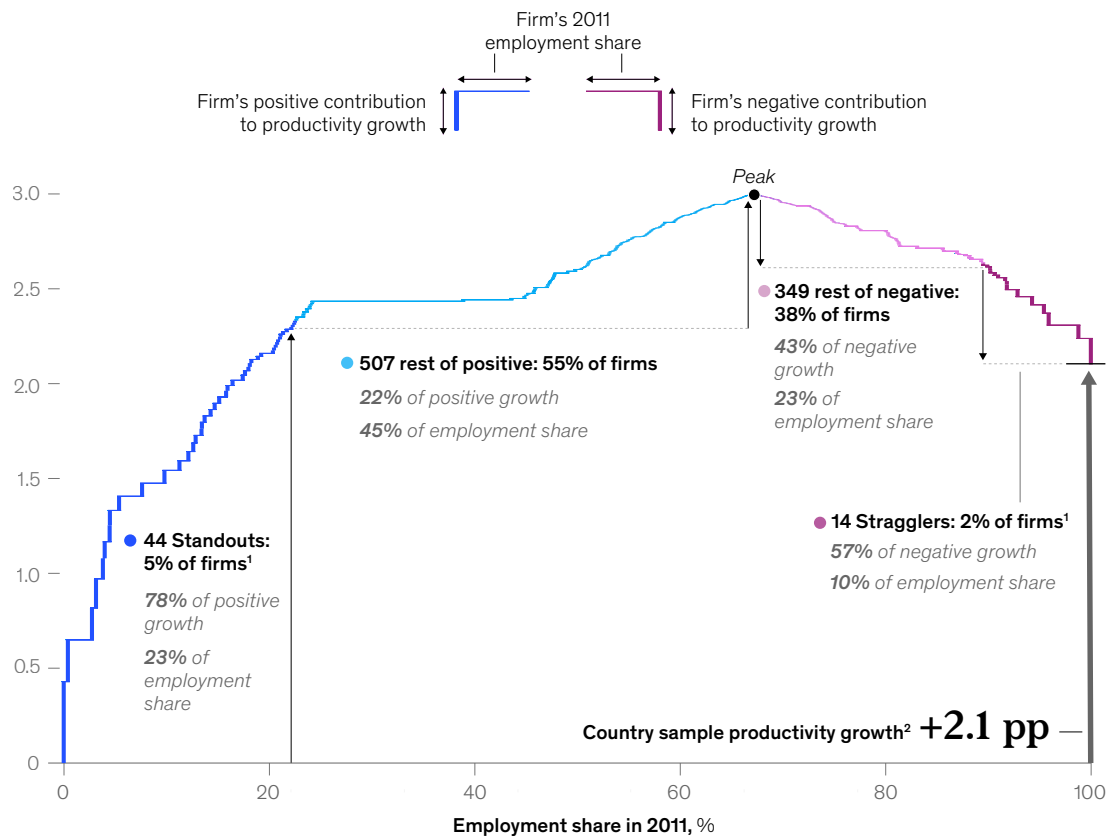 Firm's 2011
employment share
Firm's positive contribution
to productivity growth
Firm's negative contribution
to productivity growth
Peak
3.0
2.5
2.0
1.5
1.0
0.5
0
507 rest of positive: 55% of firms
22% of positive growth
45% of employment share
349 rest of negative:
38% of firms
43% of negative
growth
23% of
employment share
44 Standouts:
5% of firms¹
78% of positive
growth
23% of
employment
share
14 Stragglers: 2% of firms¹
57% of negative growth
10% of employment share
Country sample productivity growth² +2.1 pp
0
20
40
60
80
100
Employment share in 2011, %